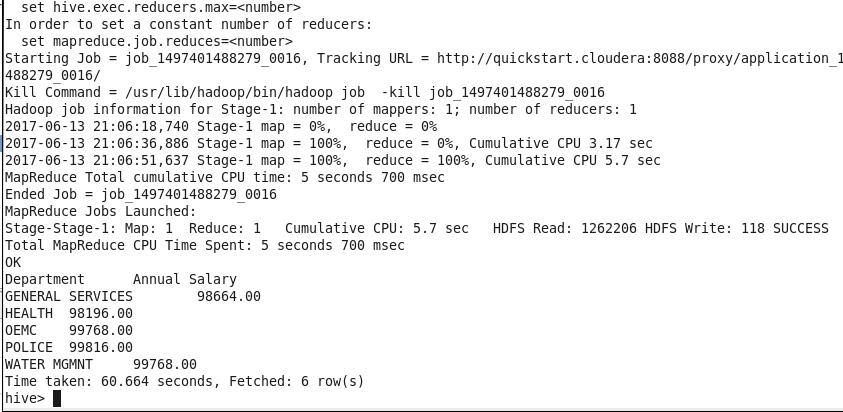 set hive.exec.reducers.max=<number>
In order to set a constant number of reducers:
set mapreduce.job.reduces=<number>
Starting Job = job_1497401488279_0016, Tracking URL = http://quickstart.cloudera:8088/proxy/application_1
488279_0016/
Kill Command = /usr/lib/hadoop/bin/hadoop job  -kill job_1497401488279_0016
Hadoop job information for Stage-1: number of mappers: 1; number of reducers: 1
2017-06-13 21:06:18,740 Stage-1 map = 0%,  reduce = 0%
2017-06-13 21:06:36,886 Stage-1 map = 100%,  reduce = 0%, Cumulative CPU 3.17 sec
2017-06-13 21:06:51,637 Stage-1 map = 100%,  reduce = 100%, Cumulative CPU 5.7 sec
MapReduce Total cumulative CPU time: 5 seconds 700 msec
Ended Job = job_1497401488279_0016
MapReduce Jobs Launched:
Stage-Stage-1: Map: 1  Reduce: 1   Cumulative CPU: 5.7 sec   HDFS Read: 1262206 HDFS Write: 118 SUCCESS
Total MapReduce CPU Time Spent: 5 seconds 700 msec
OK
Department      Annual Salary
GENERAL SERVICES        98664.00
HEALTH  98196.00
OEMC    99768.00
POLICE  99816.00
WATER MGMNT     99768.00
Time taken: 60.664 seconds, Fetched: 6 row(s)
hive>